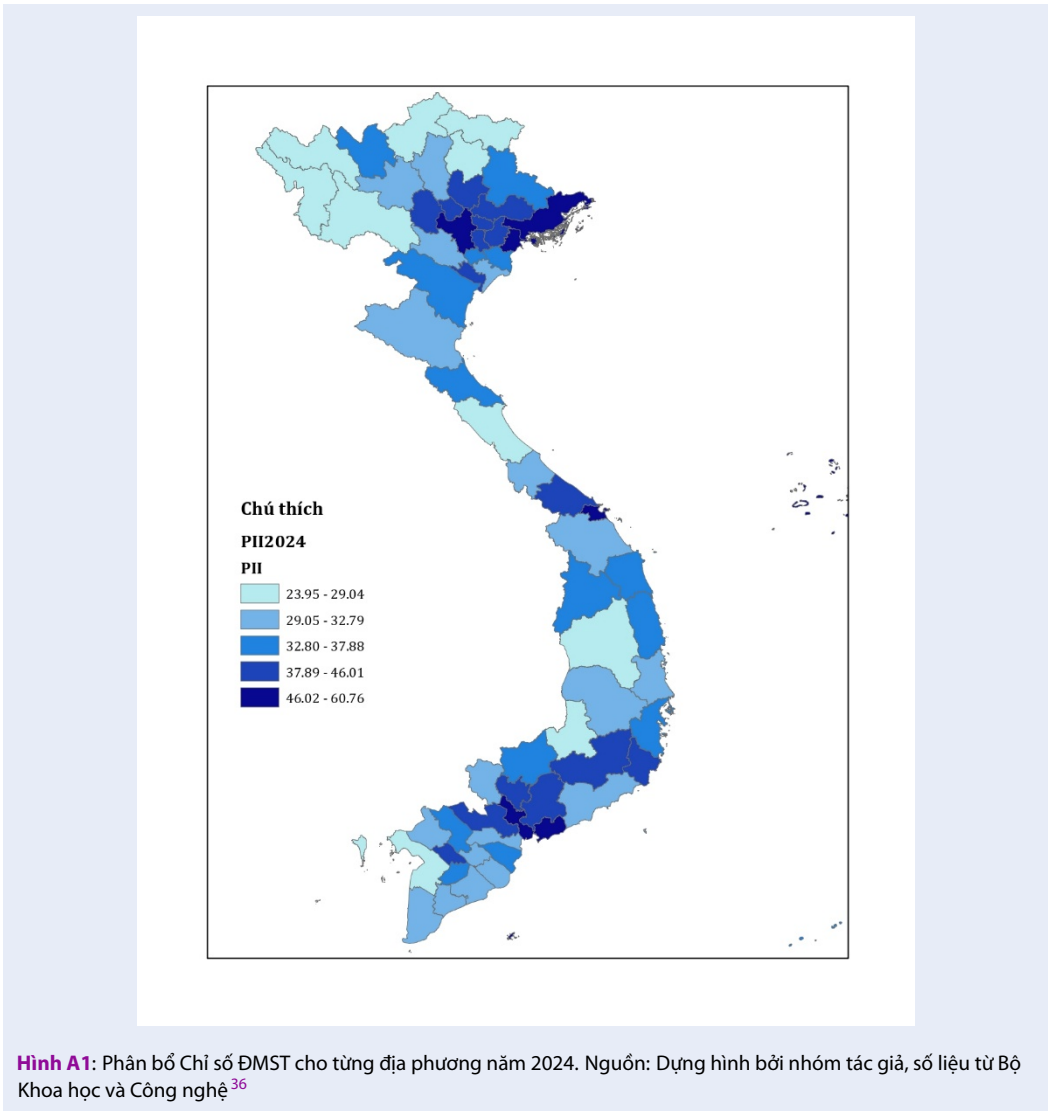 Chú thích
PII2024
PII
23.95 - 29.04
29.05 - 32.79
32.80 - 37.88
37.89 - 46.01
46.02 - 60.76
Hình A1: Phân bổ Chỉ số ĐMST cho từng địa phương năm 2024. Nguồn: Dựng hình bởi nhóm tác giả, số liệu từ Bộ
Khoa học và Công nghệ 36